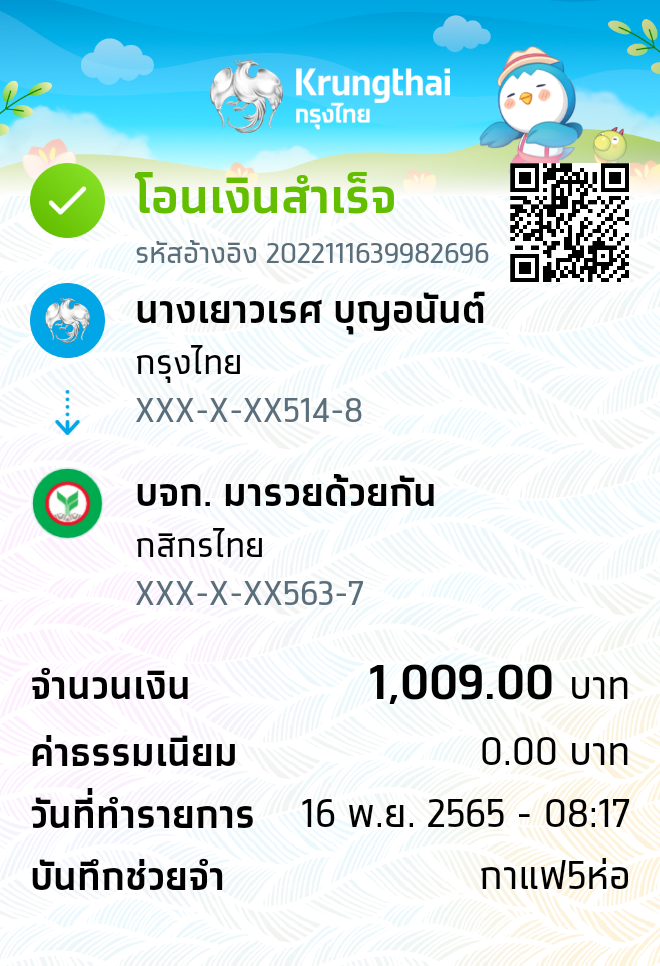 Krungthai
กรุงไทย
โอนเงินสำเร็จ
รหัสอ้างอิง 2022111639982696
นางเยาวเรศ บุญอนันต์
กรุงไทย
XXX-X-XX514-8
บจก. มารวยด้วยกัน
กสิกรไทย
XXX-X-XX563-7
จำนวนเงิน 1,009.00 บาท
ค่าธรรมเนียม 0.00 บาท
วันที่ทำรายการ 16 พ.ย. 2565 - 08:17
บันทึกช่วยจำ กาแฟ5ห่อ